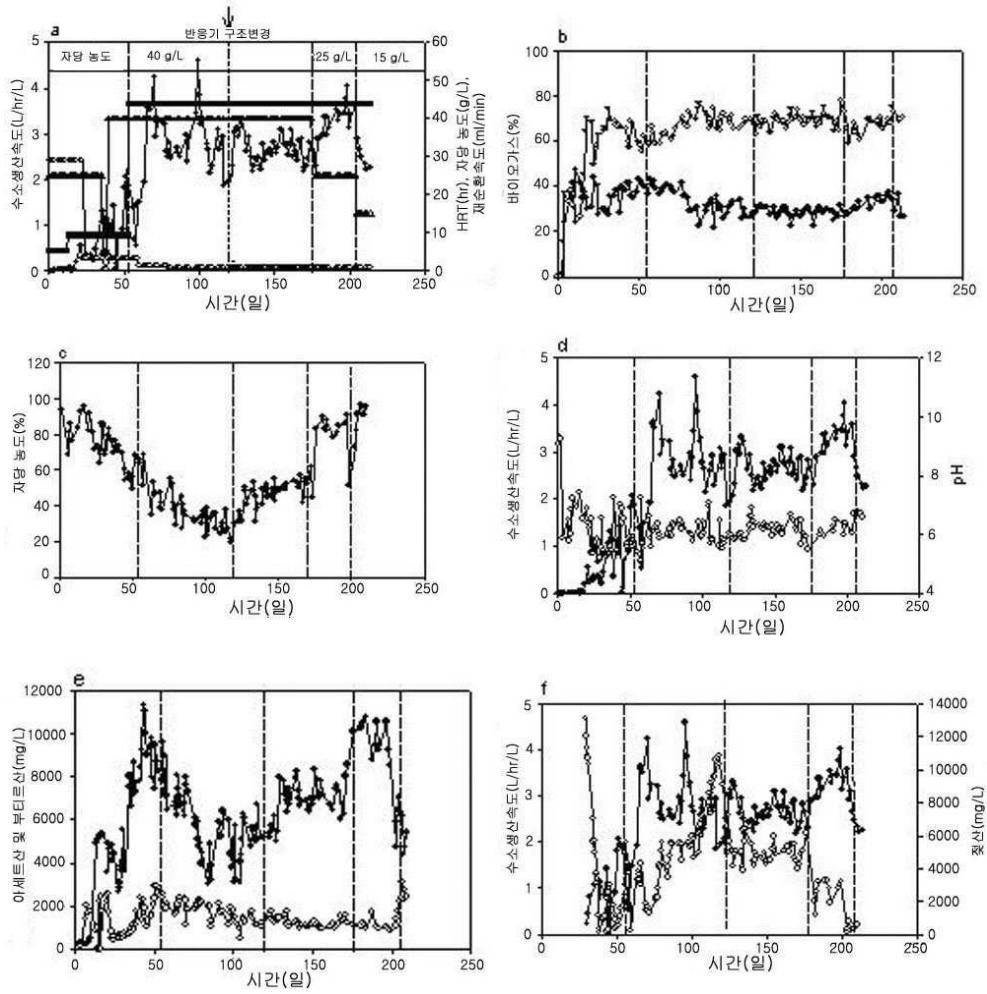 a
반응기 구조변경
자당 농도 40 g/L 25 g/L 15 g/L
수소생산속도(L/hr/L)
5
4
3
2
1
0
60
50
40
30
20
10
0
HRT(hr), 자당 농도(g/L),
재순환속도(ml/min)
0 50 100 150 200 250
시간(일)
b
바이오가스(%)
100
80
60
40
20
0
0 50 100 150 200 250
시간(일)
c
자당 농도(%)
120
100
80
60
40
20
0
0 50 100 150 200 250
시간(일)
d
수소생산속도(L/hr/L)
5
4
3
2
1
0
12
10
8
6
4
pH
0 50 100 150 200 250
시간(일)
e
아세트산 및 부티르산(mg/L)
12000
10000
8000
6000
4000
2000
0
0 50 100 150 200 250
시간(일)
f
수소생산속도(L/hr/L)
5
4
3
2
1
0
14000
12000
10000
8000
6000
4000
2000
0
젖산(mg/L)
0 50 100 150 200 250
시간(일)